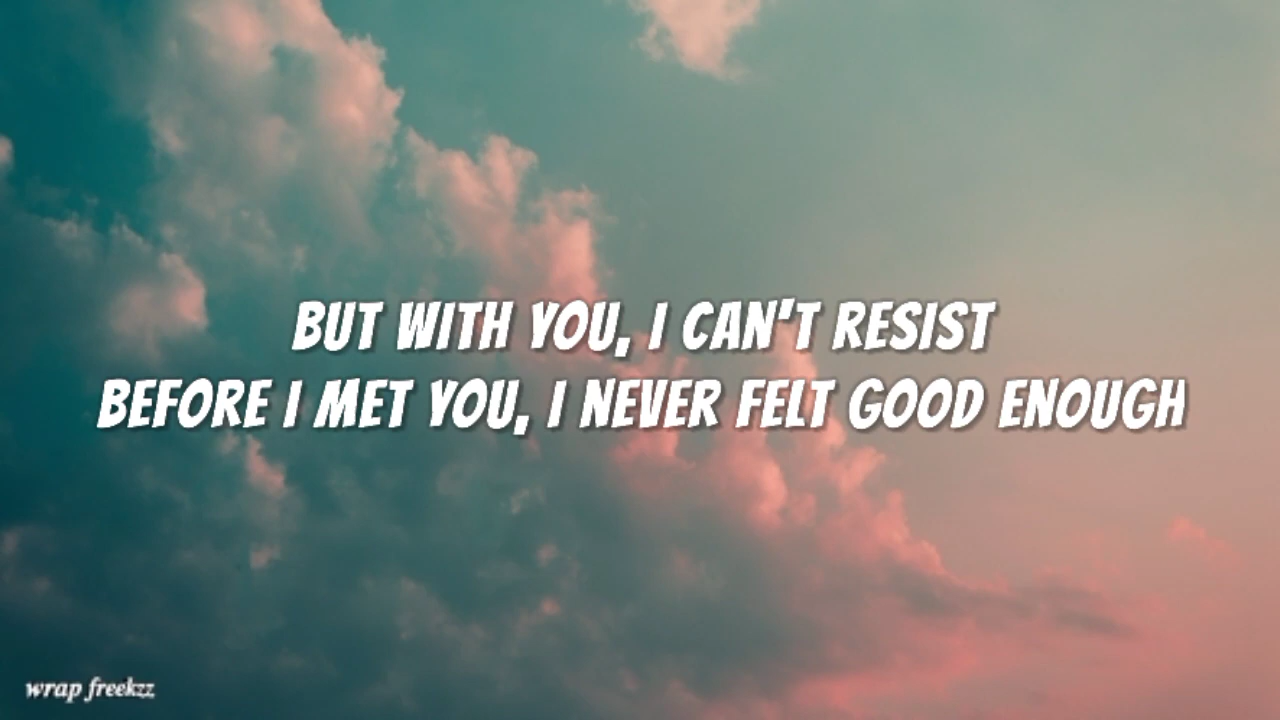 BUT WITH YOU, I CAN'T RESIST
BEFORE I MET YOU, I NEVER FELT GOOD ENOUGH
wrap freekzz